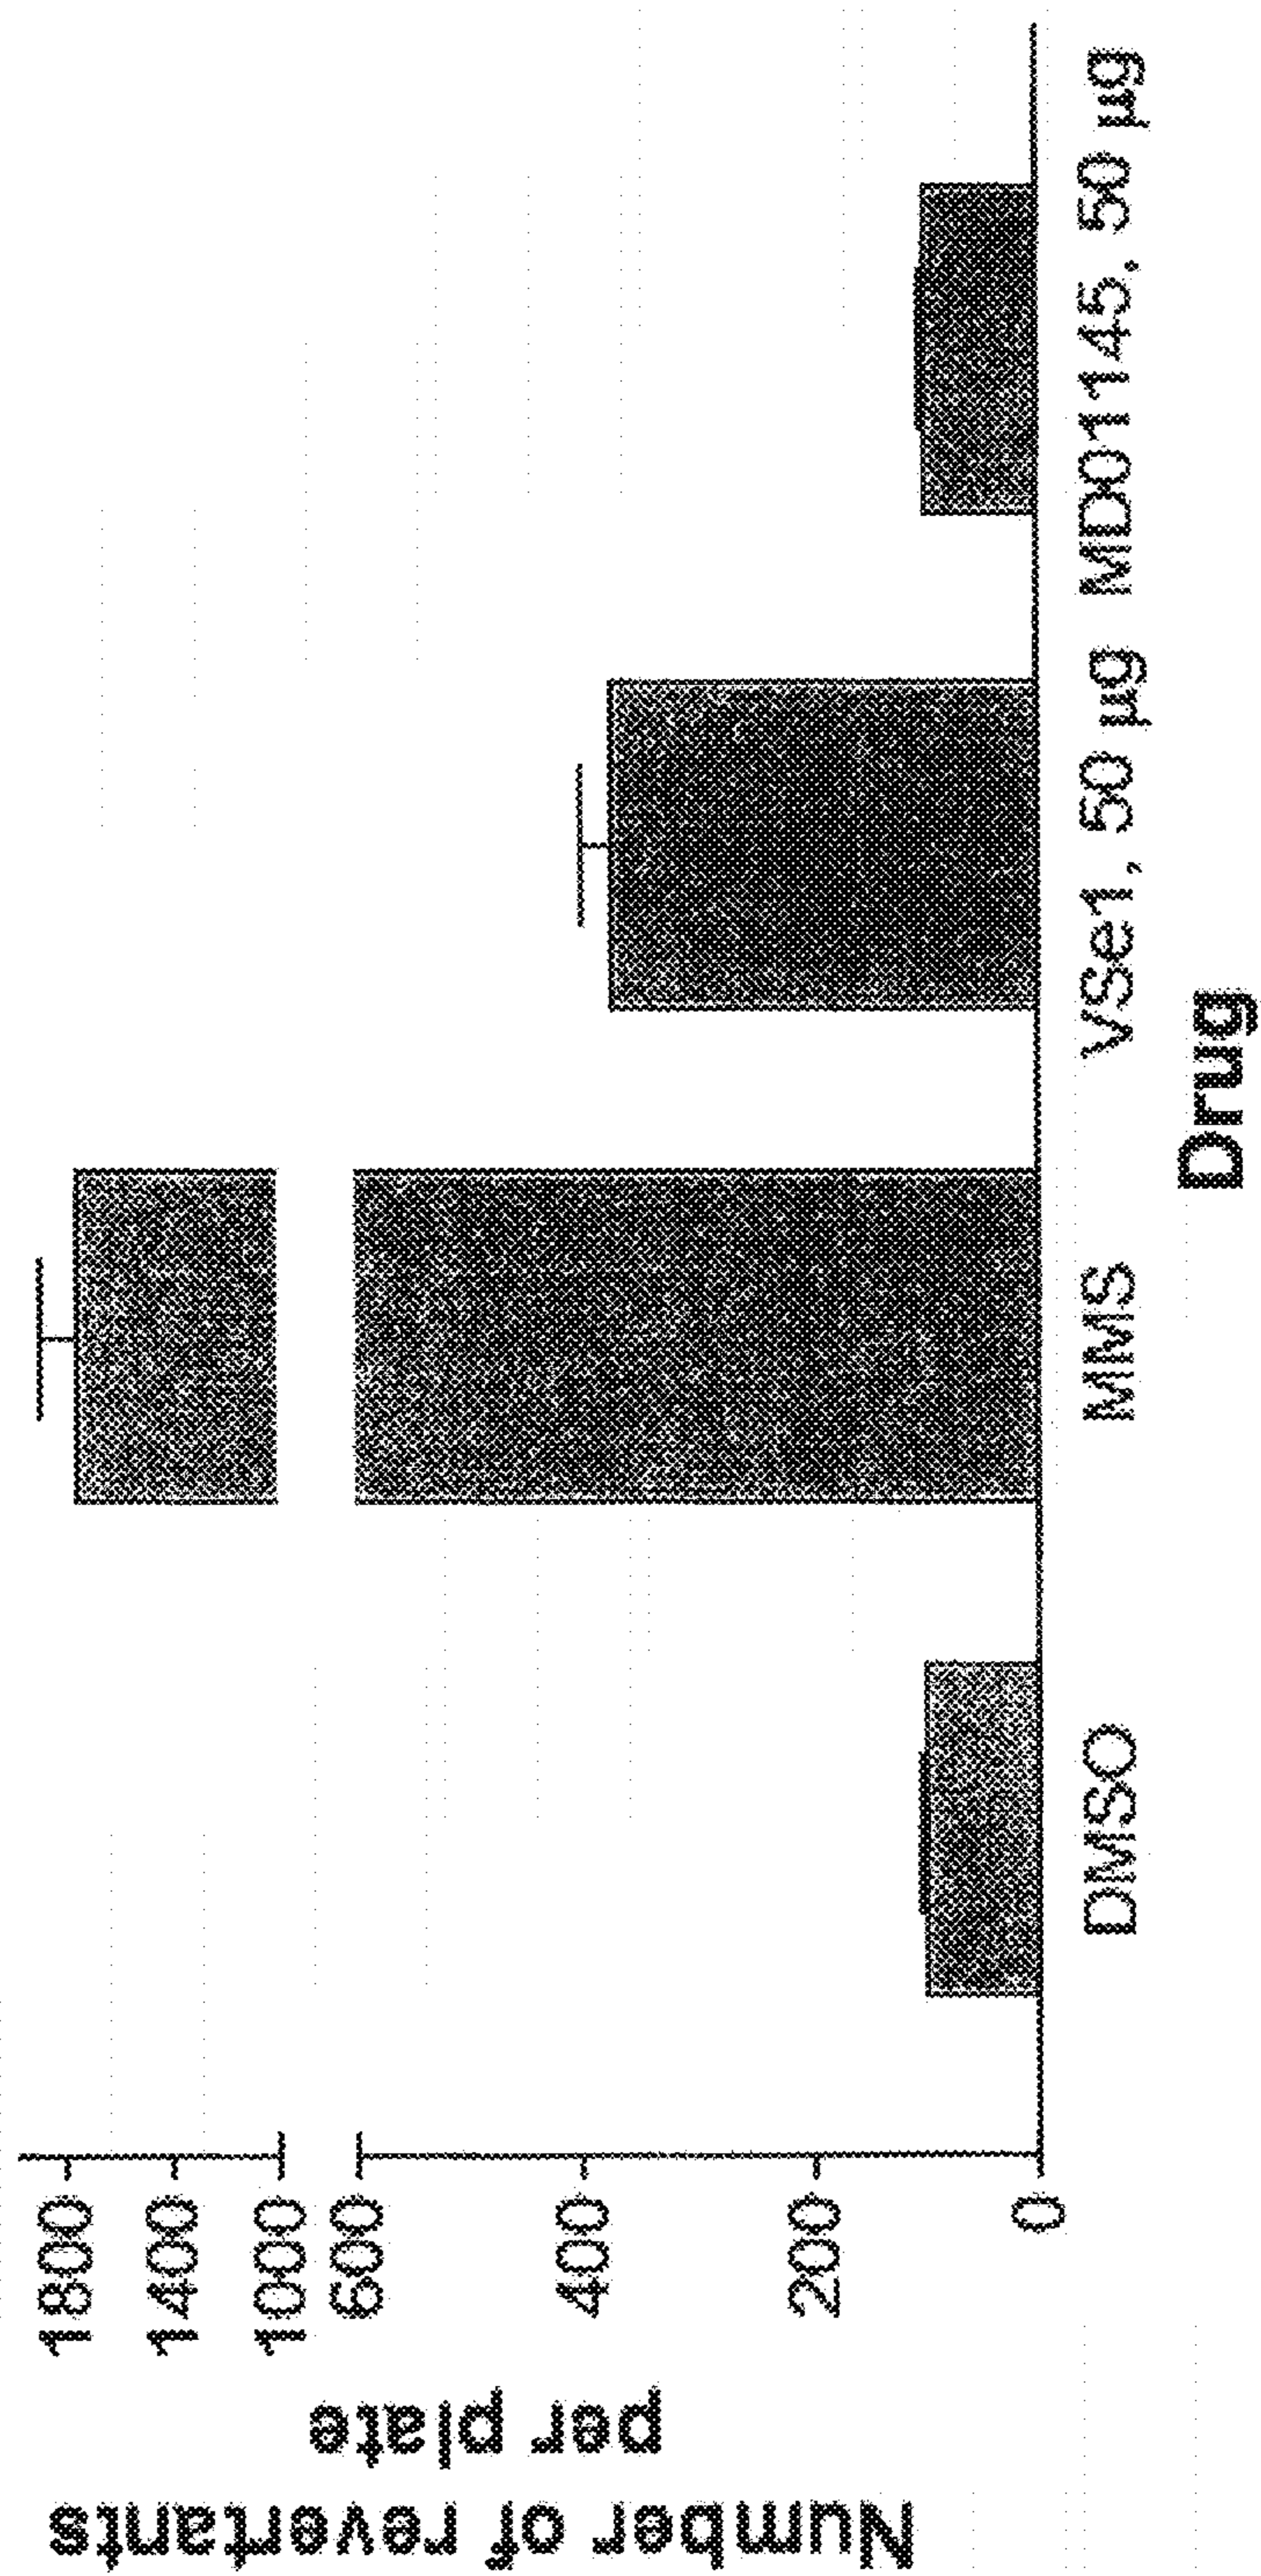 Number of revertants
per plate
1800
1400
1000
600
400
200
0
DMSO
MMS
VSe1, 50 µg
MD01145, 50 µg
Drug